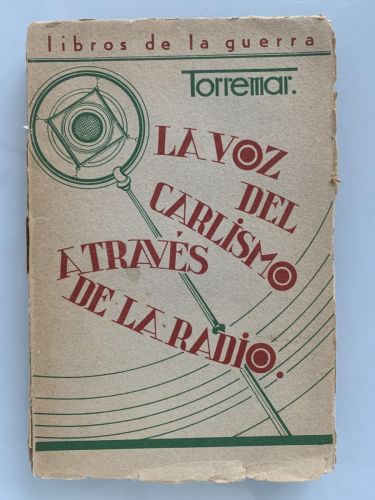 libros de la guerra
Torremar.
LA VOZ
DEL
CARLISMO
A TRAVÉS
DE-LA-RADIO.